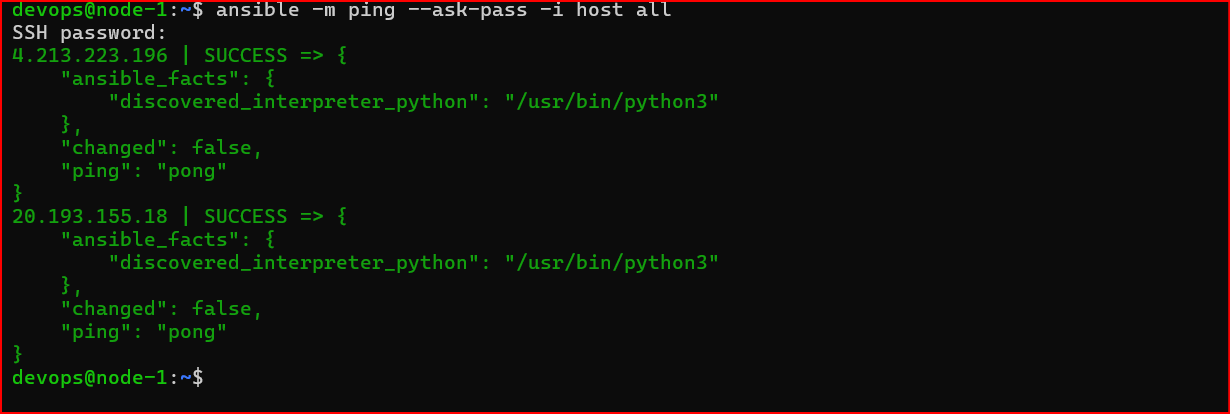 devops@node-1:~$ ansible -m ping --ask-pass -i host all
SSH password:
4.213.223.196 | SUCCESS => {
    "ansible_facts": {
        "discovered_interpreter_python": "/usr/bin/python3"
    },
    "changed": false,
    "ping": "pong"
}
20.193.155.18 | SUCCESS => {
    "ansible_facts": {
        "discovered_interpreter_python": "/usr/bin/python3"
    },
    "changed": false,
    "ping": "pong"
}
devops@node-1:~$